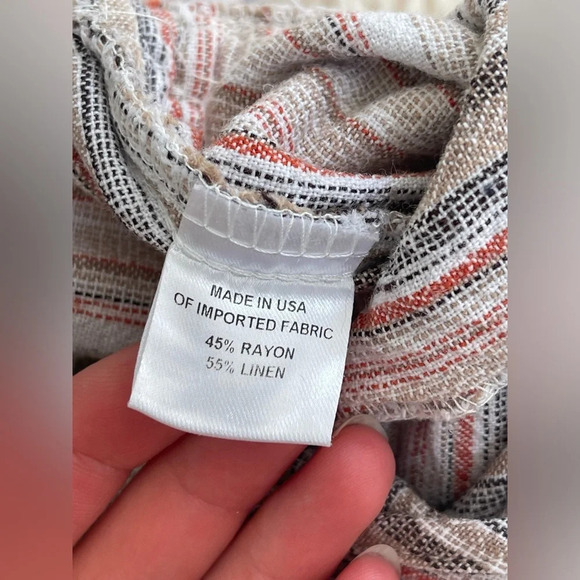 MADE IN USA
OF IMPORTED FABRIC
45% RAYON
55% LINEN